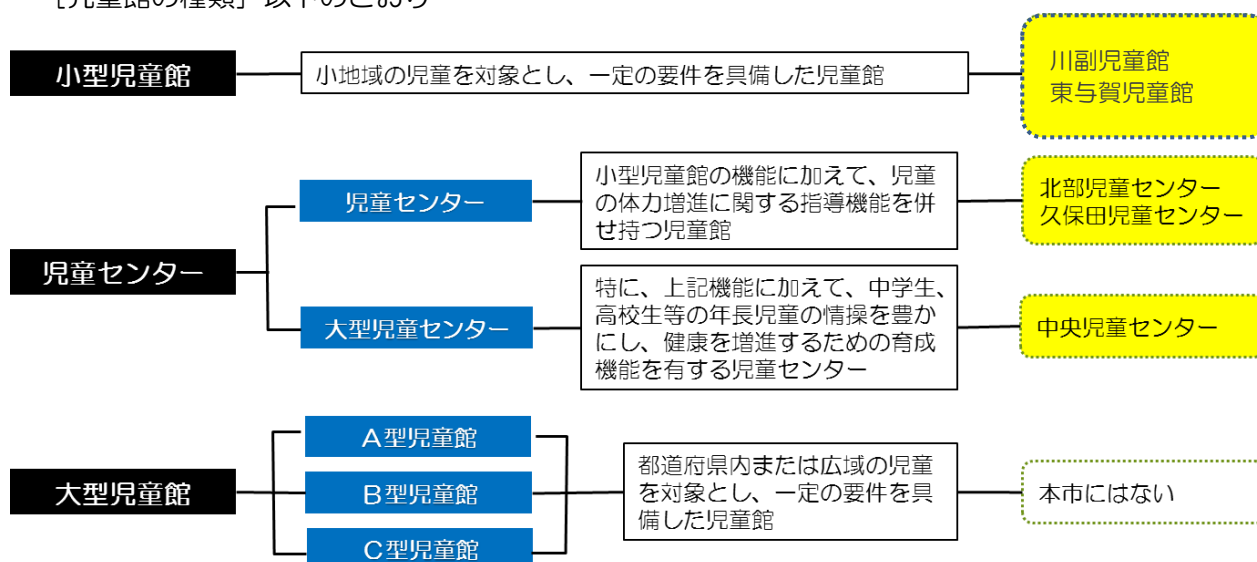 ［児童館の種類］以下のとおり
小型児童館
小地域の児童を対象とし、一定の要件を具備した児童館
川副児童館
東与賀児童館
児童センター
児童センター
小型児童館の機能に加えて、児童
の体力増進に関する指導機能を併
せ持つ児童館
北部児童センター
久保田児童センター
大型児童センター
特に、上記機能に加えて、中学生、
高校生等の年長児童の情操を豊か
にし、健康を増進するための育成
機能を有する児童センター
中央児童センター
大型児童館
A型児童館
B型児童館
C型児童館
都道府県内または広域の児童
を対象とし、一定の要件を具
備した児童館
本市にはない